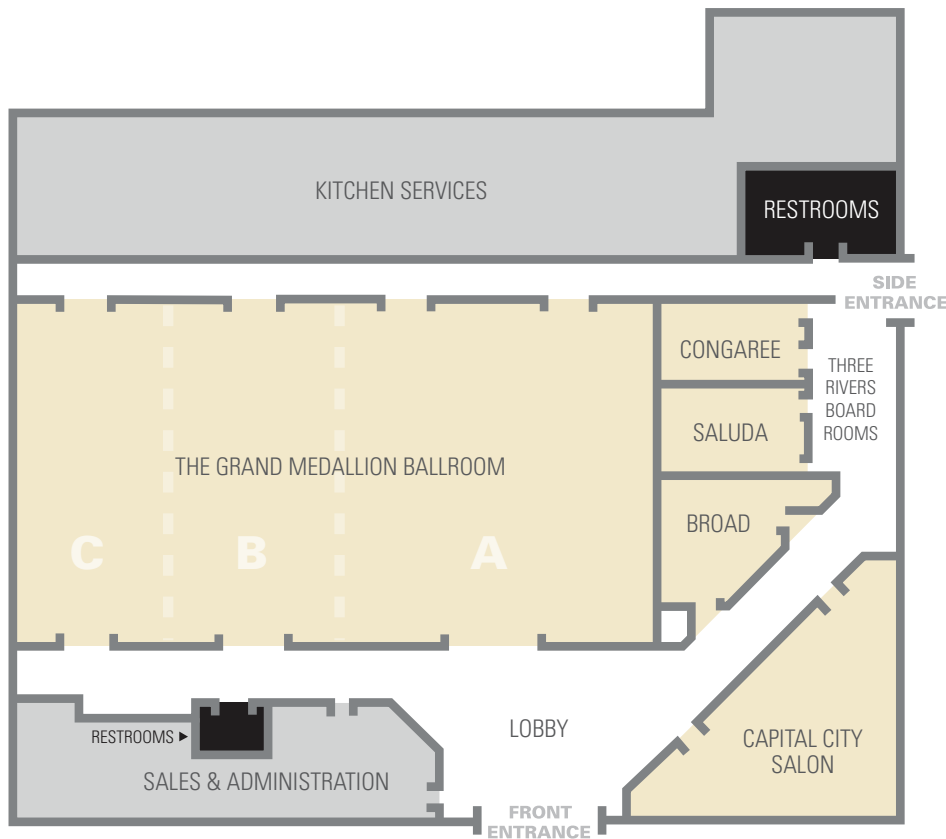 KITCHEN SERVICES
RESTROOMS
SIDE
ENTRANCE
CONGAREE
THREE
RIVERS
BOARD
ROOMS
SALUDA
THE GRAND MEDALLION BALLROOM
BROAD
C
B
A
LOBBY
RESTROOMS ▶
CAPITAL CITY
SALON
SALES & ADMINISTRATION
FRONT
ENTRANCE